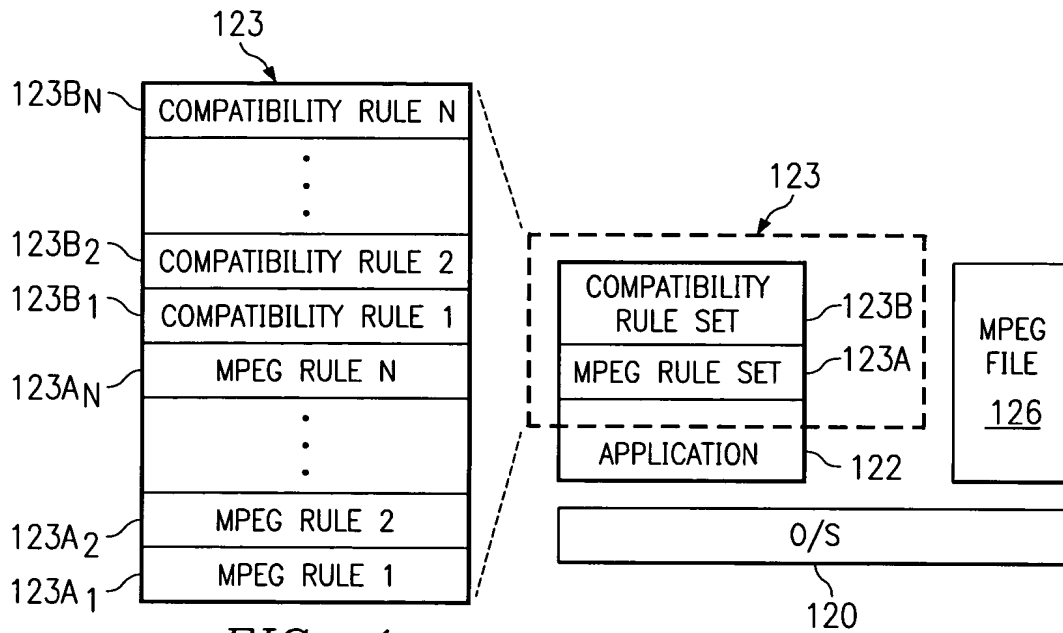 123
123B_N
COMPATIBILITY RULE N
123B_2
COMPATIBILITY RULE 2
123B_1
COMPATIBILITY RULE 1
123A_N
MPEG RULE N
123A_2
MPEG RULE 2
123A_1
MPEG RULE 1
123
COMPATIBILITY
RULE SET
123B
MPEG RULE SET
123A
APPLICATION
122
MPEG
FILE
126
O/S
120